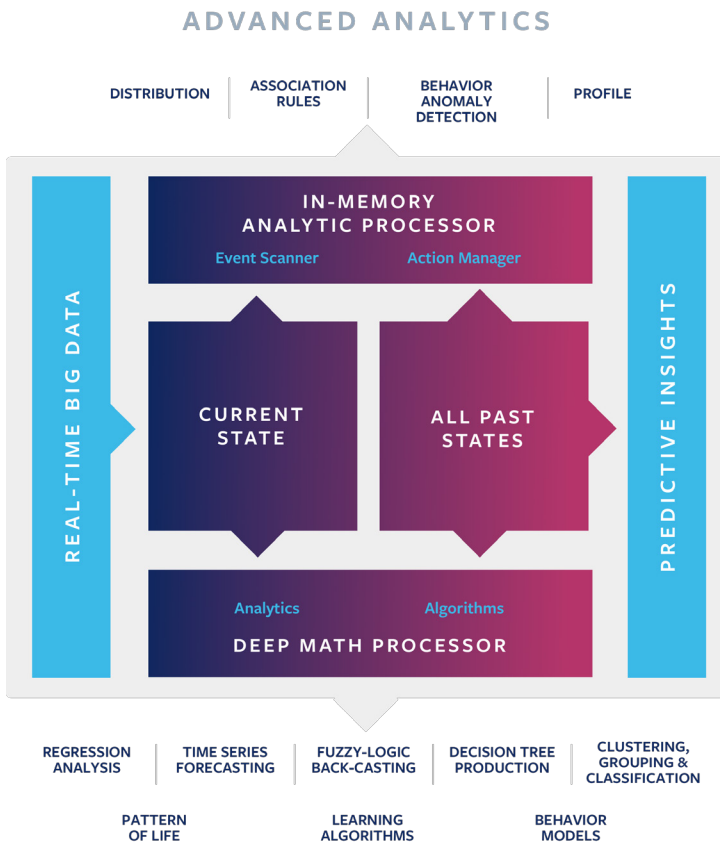 ADVANCED ANALYTICS
DISTRIBUTION
ASSOCIATION
RULES
BEHAVIOR
ANOMALY
DETECTION
PROFILE
REAL-TIME BIG DATA
IN-MEMORY
ANALYTIC PROCESSOR
Event Scanner
Action Manager
CURRENT
STATE
ALL PAST
STATES
Analytics
Algorithms
DEEP MATH PROCESSOR
PREDICTIVE INSIGHTS
REGRESSION
ANALYSIS
TIME SERIES
FORECASTING
FUZZY-LOGIC
BACK-CASTING
DECISION TREE
PRODUCTION
CLUSTERING,
GROUPING &
CLASSIFICATION
PATTERN
OF LIFE
LEARNING
ALGORITHMS
BEHAVIOR
MODELS